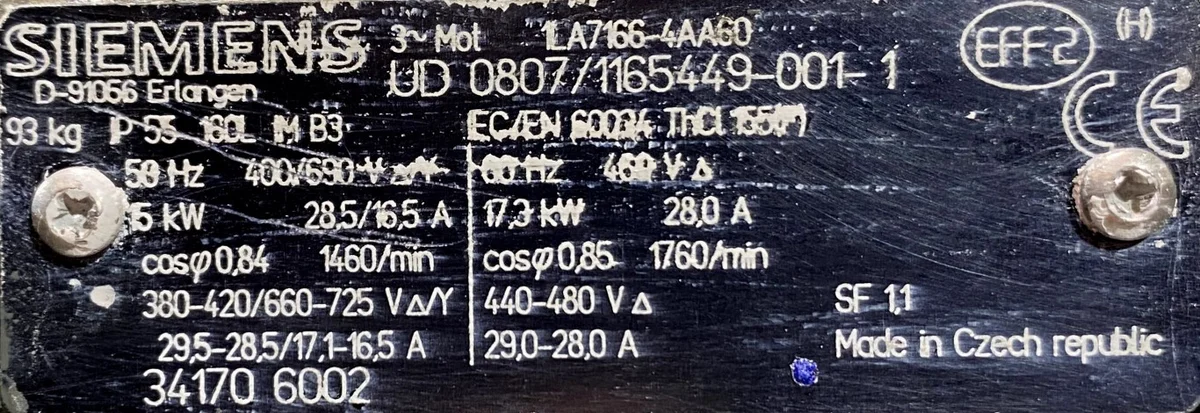 SIEMENS 3~ Mot 1LA7166-4AA60 EFF2 (H)
D-91056 Erlangen UD 0807/1165449-001-1 CE
93 kg IP 55 160L IM B3 IEC/EN 60034 Th.Cl. 155(F)
50 Hz 400/690 V Δ/Y 60 Hz 460 V Δ
15 kW 28,5/16,5 A 17,3 kW 28,0 A
cosφ 0,84 1460/min cosφ 0,85 1760/min
380-420/660-725 V Δ/Y 440-480 V Δ SF 1,1
29,5-28,5/17,1-16,5 A 29,0-28,0 A Made in Czech republic
34170 6002